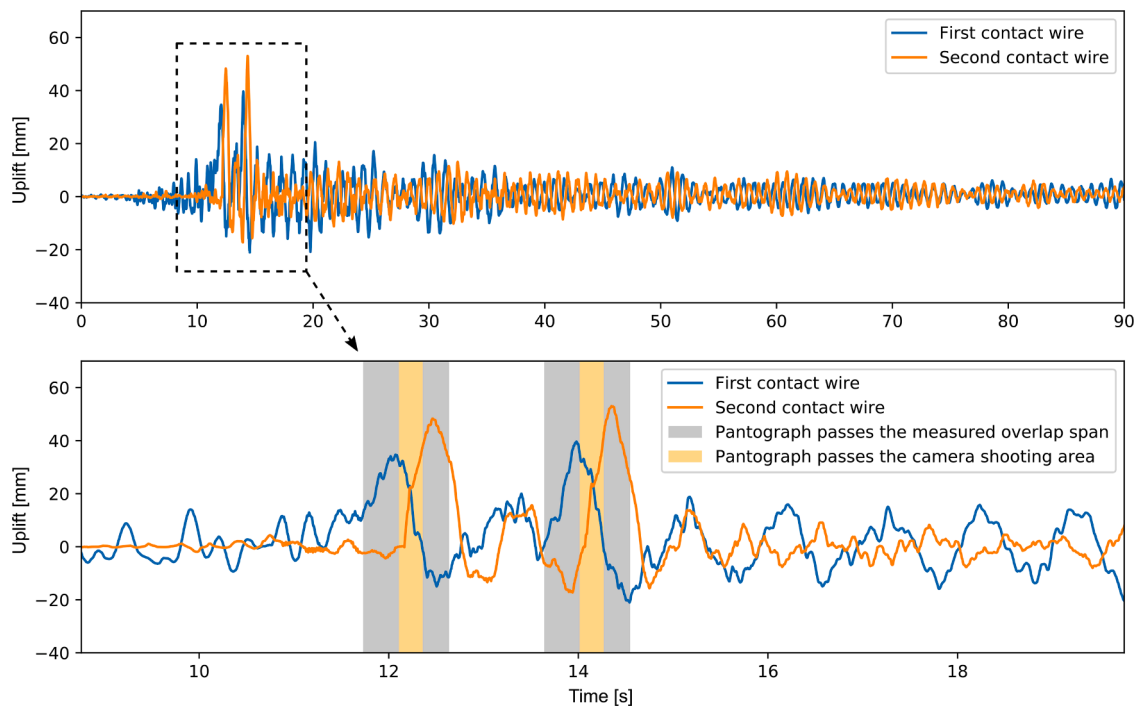 60
40
20
0
−20
−40
Uplift [mm]
First contact wire
Second contact wire
0 10 20 30 40 50 60 70 80 90
60
40
20
0
−20
−40
Uplift [mm]
First contact wire
Second contact wire
Pantograph passes the measured overlap span
Pantograph passes the camera shooting area
10 12 14 16 18
Time [s]